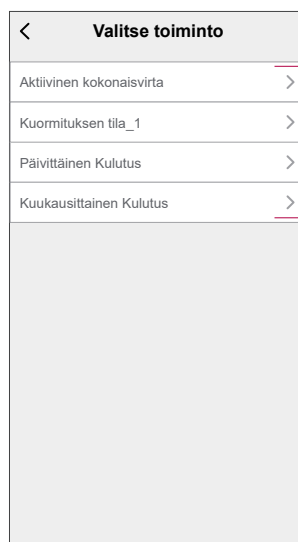 Valitse toiminto
Aktiivinen kokonaisvirta
Kuormituksen tila_1
Päivittäinen Kulutus
Kuukausittainen Kulutus